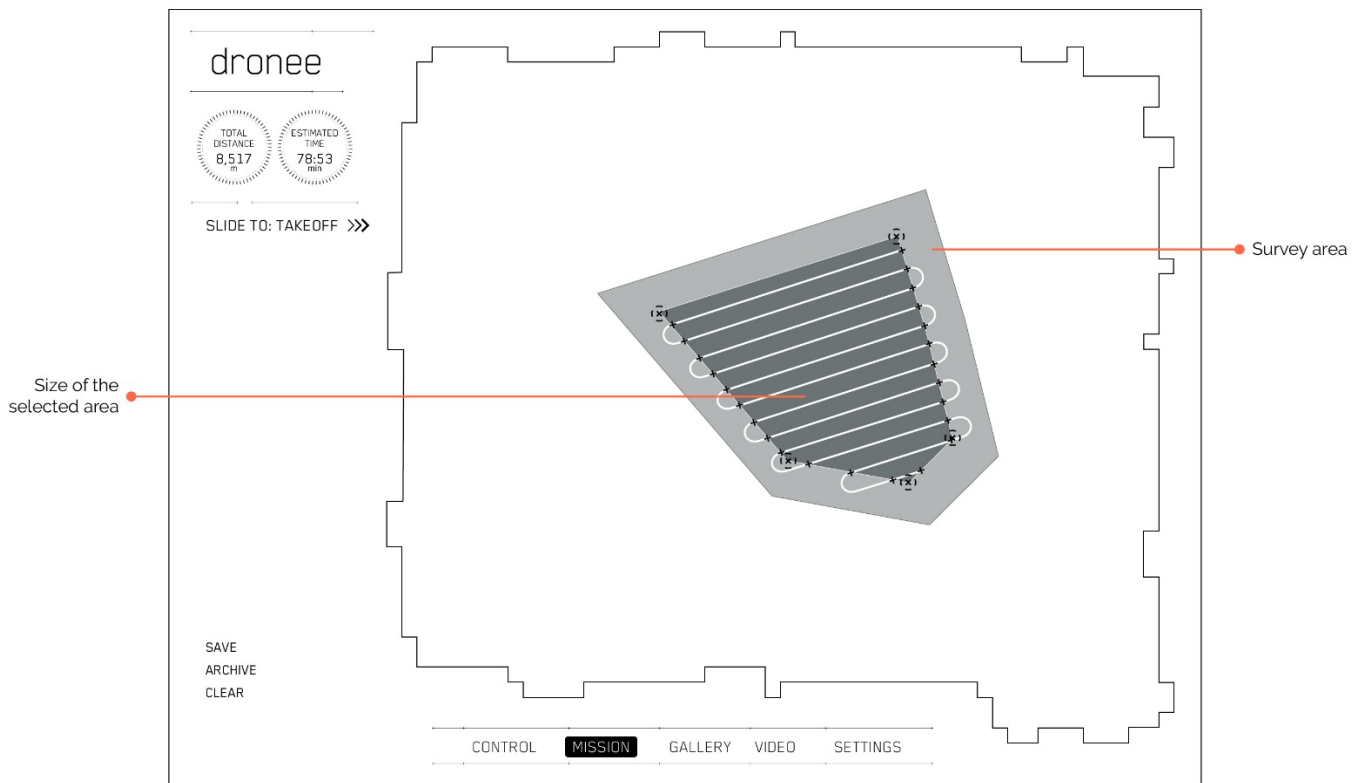 dronee
TOTAL
DISTANCE
8,517
m
ESTIMATED
TIME
78:53
min
SLIDE TO: TAKEOFF
Survey area
Size of the
selected area
SAVE
ARCHIVE
CLEAR
CONTROL MISSION GALLERY VIDEO SETTINGS